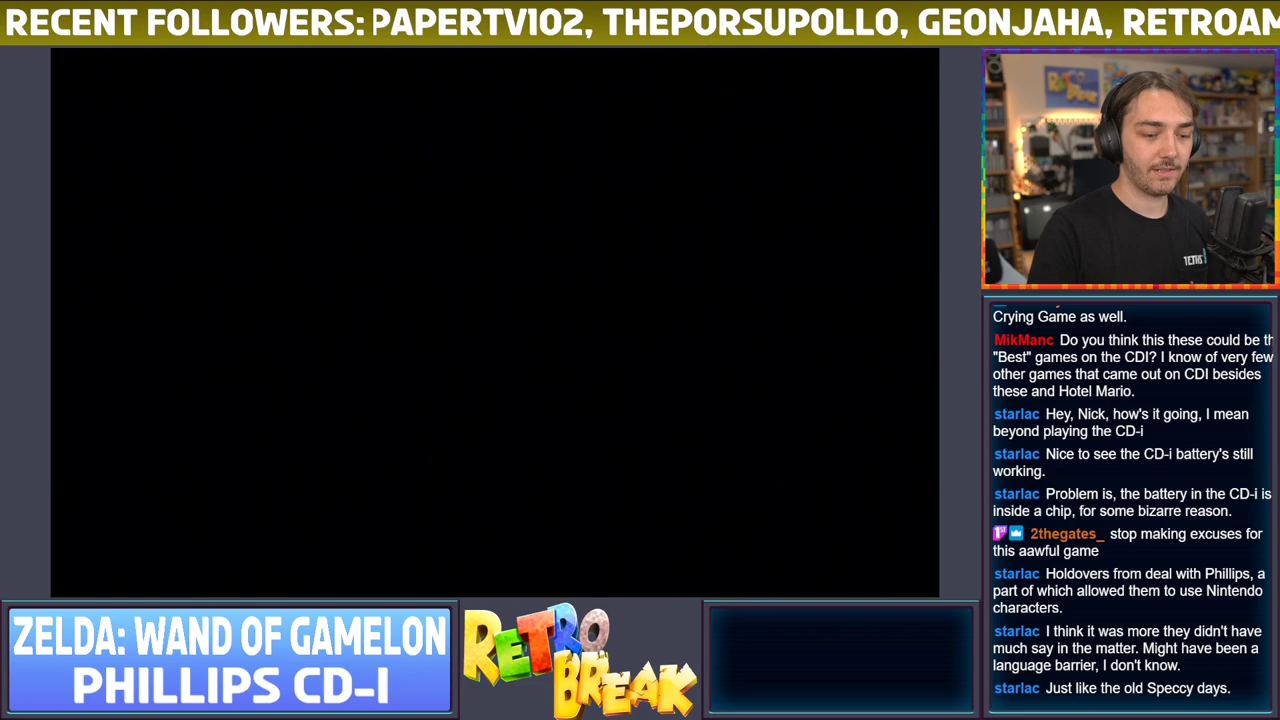 RECENT FOLLOWERS: PAPERTV102, THEPORSUPOLLO, GEONJAHA, RETROAM
Crying Game as well.
MikManc Do you think this these could be th
"Best" games on the CDI? I know of very few
other games that came out on CDI besides
these and Hotel Mario.
starlac Hey, Nick, how's it going, I mean
beyond playing the CD-i
starlac Nice to see the CD-i battery's still
working.
starlac Problem is, the battery in the CD-i is
inside a chip, for some bizarre reason.
1ST 2thegates_ stop making excuses for
this aawful game
starlac Holdovers from deal with Phillips, a
part of which allowed them to use Nintendo
characters.
starlac I think it was more they didn't have
much say in the matter. Might have been a
language barrier, I don't know.
starlac Just like the old Speccy days.
ZELDA: WAND OF GAMELON
PHILLIPS CD-I
RETRO
BREAK